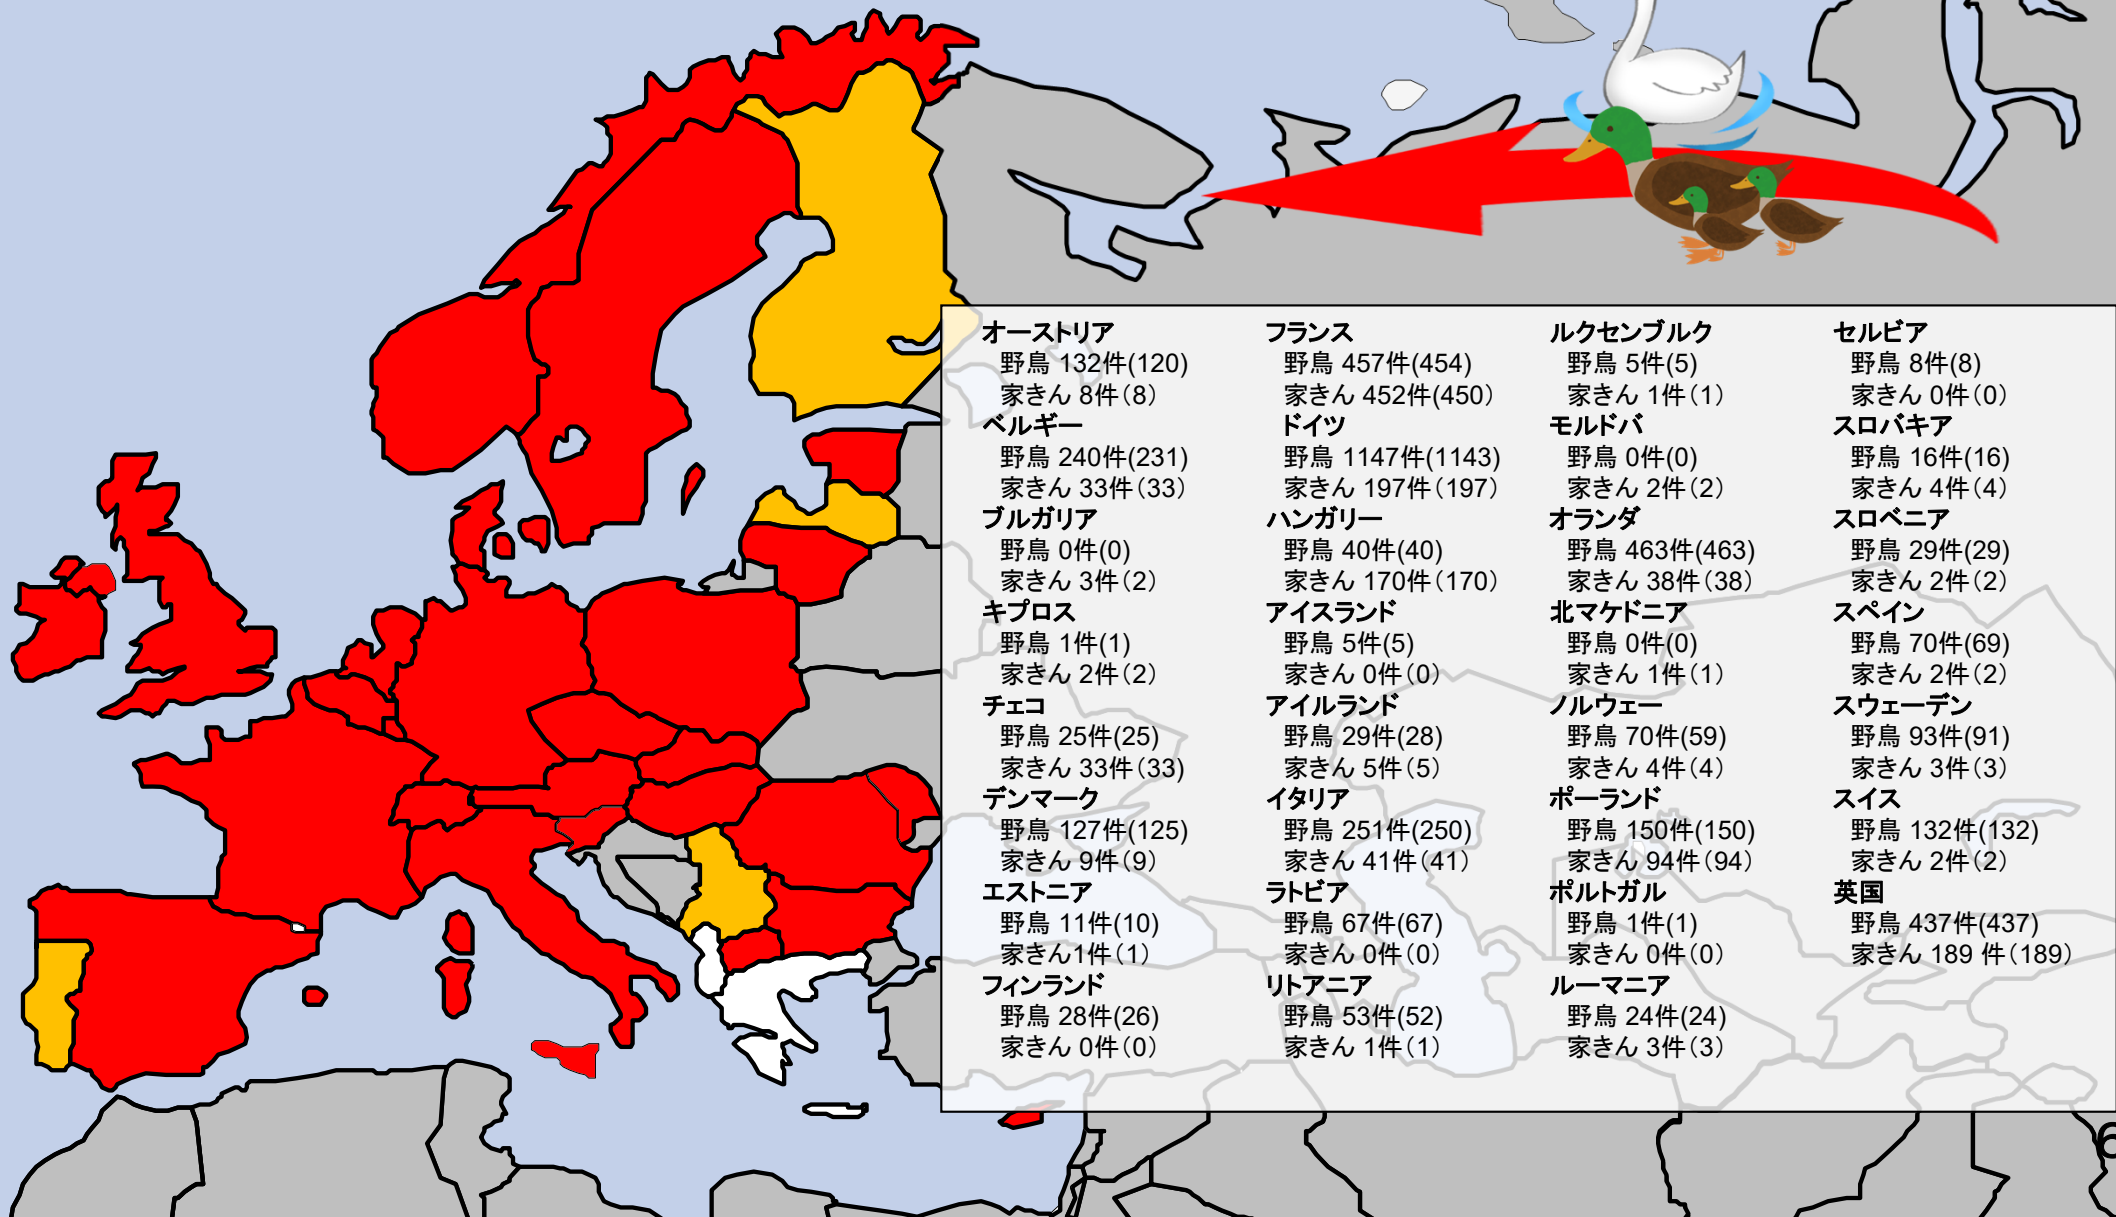 オーストリア
野鳥 132件(120)
家きん 8件（8）
ベルギー
野鳥 240件(231)
家きん 33件（33）
ブルガリア
野鳥 0件(0)
家きん 3件（2）
キプロス
野鳥 1件(1)
家きん 2件（2）
チェコ
野鳥 25件(25)
家きん 33件（33)
デンマーク
野鳥 127件(125)
家きん 9件（9）
エストニア
野鳥 11件(10)
家きん1件（1）
フィンランド
野鳥 28件(26)
家きん 0件（0）
フランス
野鳥 457件(454)
家きん 452件(450）
ドイツ
野鳥 1147件(1143)
家きん 197件（197）
ハンガリー
野鳥 40件(40)
家きん 170件（170）
アイスランド
野鳥 5件(5)
家きん 0件（0）
アイルランド
野鳥 29件(28)
家きん 5件（5）
イタリア
野鳥 251件(250)
家きん 41件（41）
ラトビア
野鳥 67件(67)
家きん 0件（0）
リトアニア
野鳥 53件(52)
家きん 1件（1）
ルクセンブルク
野鳥 5件(5)
家きん 1件（1）
モルドバ
野鳥 0件(0)
家きん 2件（2）
オランダ
野鳥 463件(463)
家きん 38件（38）
北マケドニア
野鳥 0件(0)
家きん 1件（1）
ノルウェー
野鳥 70件(59)
家きん 4件（4）
ポーランド
野鳥 150件(150)
家きん 94件（94）
ポルトガル
野鳥 1件(1)
家きん 0件（0）
ルーマニア
野鳥 24件(24)
家きん 3件（3）
セルビア
野鳥 8件(8)
家きん 0件（0）
スロバキア
野鳥 16件(16)
家きん 4件（4）
スロベニア
野鳥 29件(29)
家きん 2件（2）
スペイン
野鳥 70件(69)
家きん 2件（2）
スウェーデン
野鳥 93件(91)
家きん 3件（3）
スイス
野鳥 132件(132)
家きん 2件（2）
英国
野鳥 437件(437)
家きん 189 件（189）
6